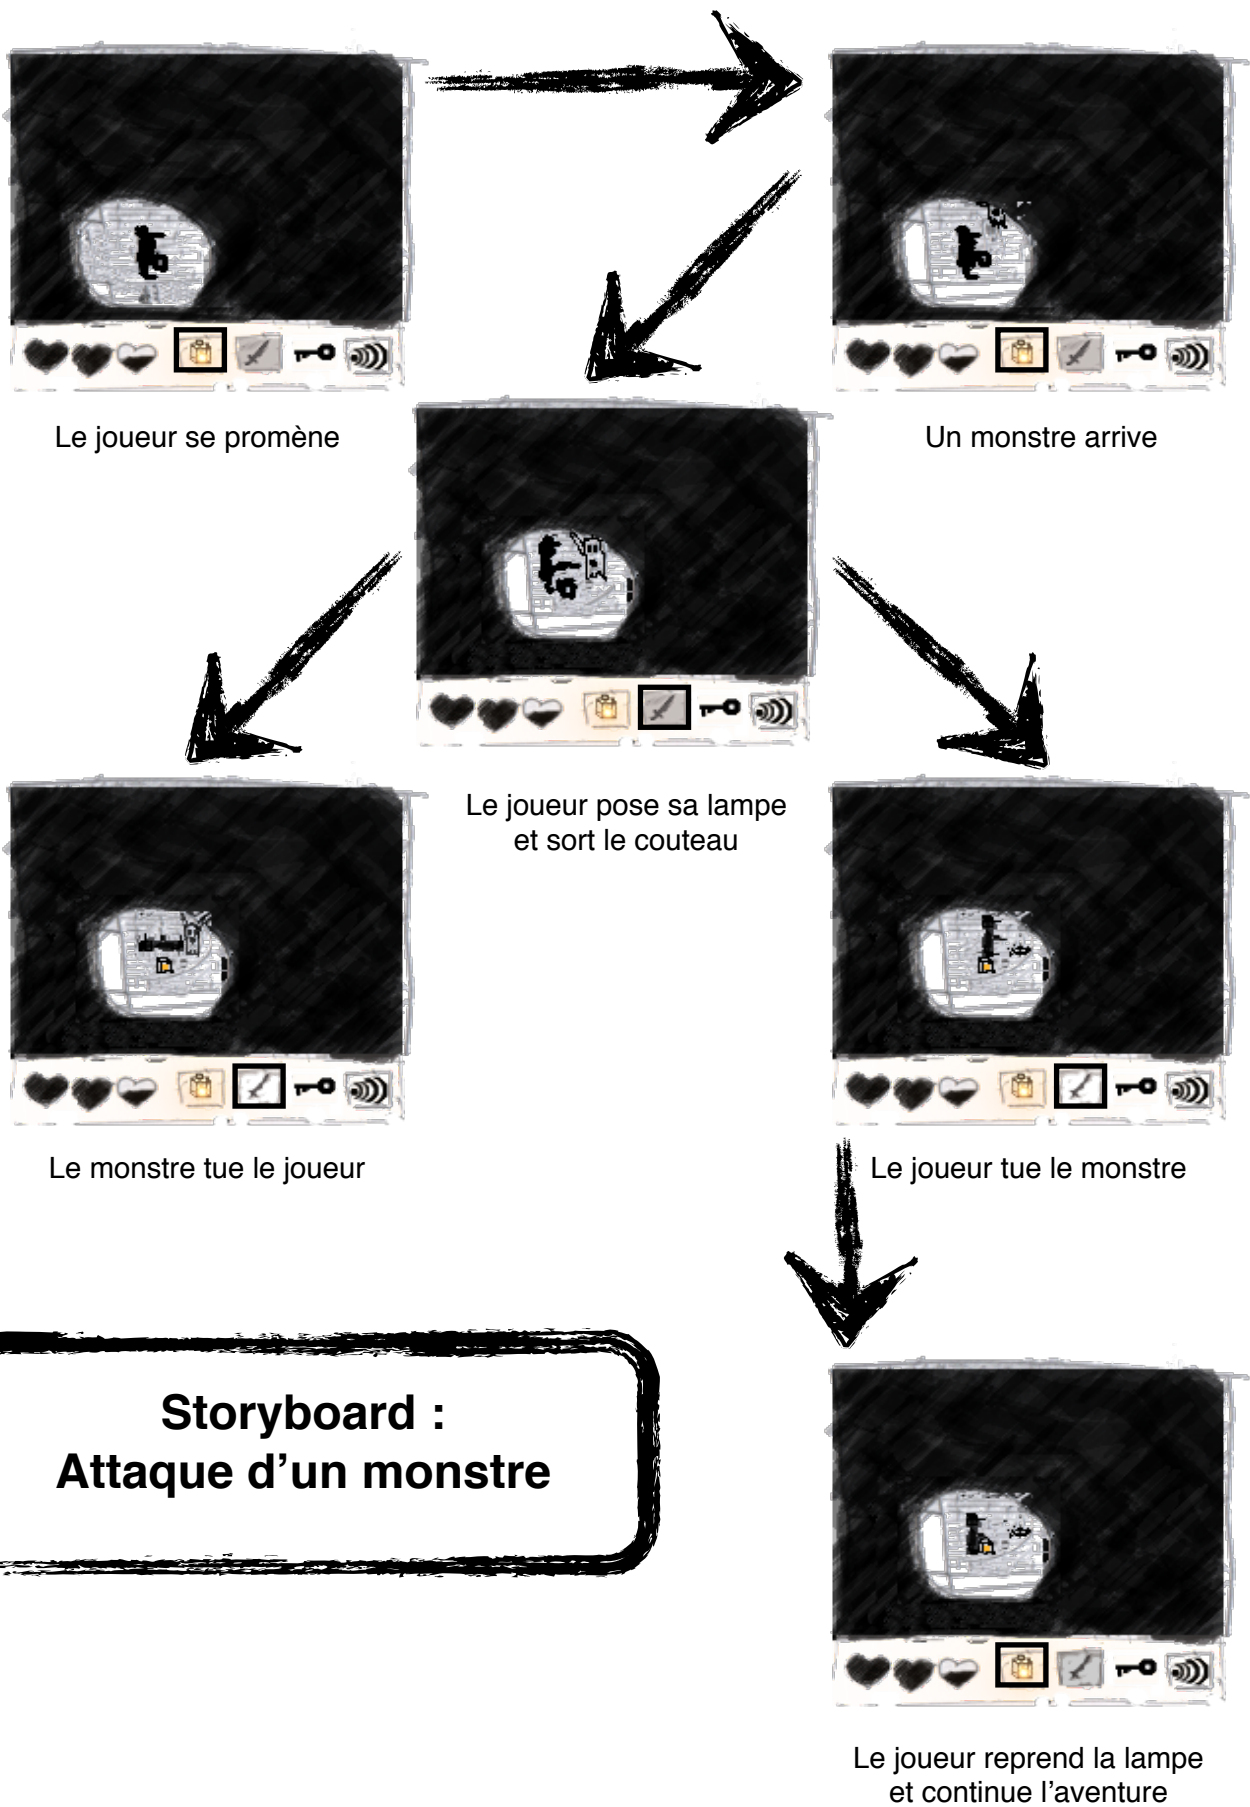 Le joueur se promène
Un monstre arrive
Le joueur pose sa lampe
et sort le couteau
Le monstre tue le joueur
Le joueur tue le monstre
Storyboard :
Attaque d’un monstre
Le joueur reprend la lampe
et continue l’aventure